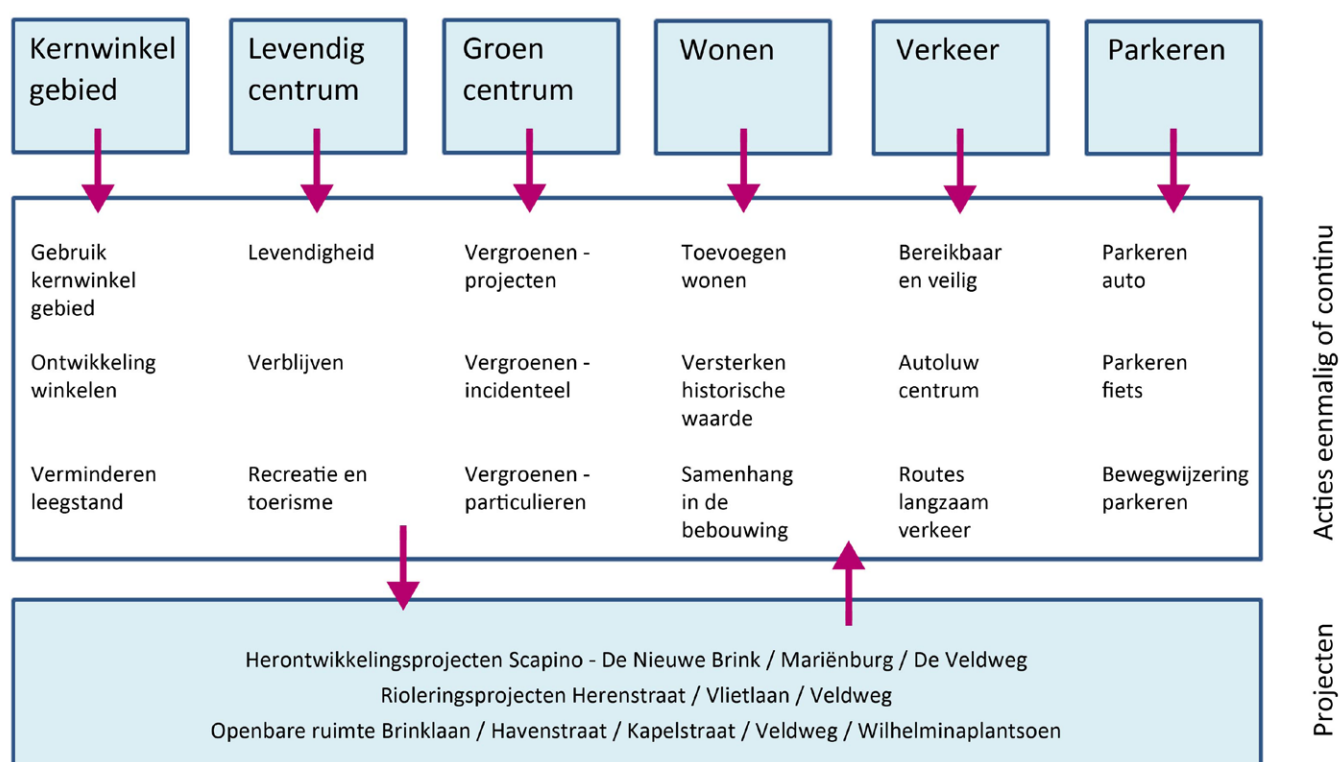 Kernwinkel
gebied
Levendig
centrum
Groen
centrum
Wonen
Verkeer
Parkeren
Gebruik
kernwinkel
gebied
Levendigheid
Vergroenen -
projecten
Toevoegen
wonen
Bereikbaar
en veilig
Parkeren
auto
Ontwikkeling
winkelen
Verblijven
Vergroenen -
incidenteel
Versterken
historische
waarde
Autoluw
centrum
Parkeren
fiets
Verminderen
leegstand
Recreatie en
toerisme
Vergroenen -
particulieren
Samenhang
in de
bebouwing
Routes
langzaam
verkeer
Bewegwijzering
parkeren
Acties eenmalig of continu
Herontwikkelingsprojecten Scapino - De Nieuwe Brink / Mariënburg / De Veldweg
Rioleringsprojecten Herenstraat / Vlietlaan / Veldweg
Openbare ruimte Brinklaan / Havenstraat / Kapelstraat / Veldweg / Wilhelminaplantsoen
Projecten